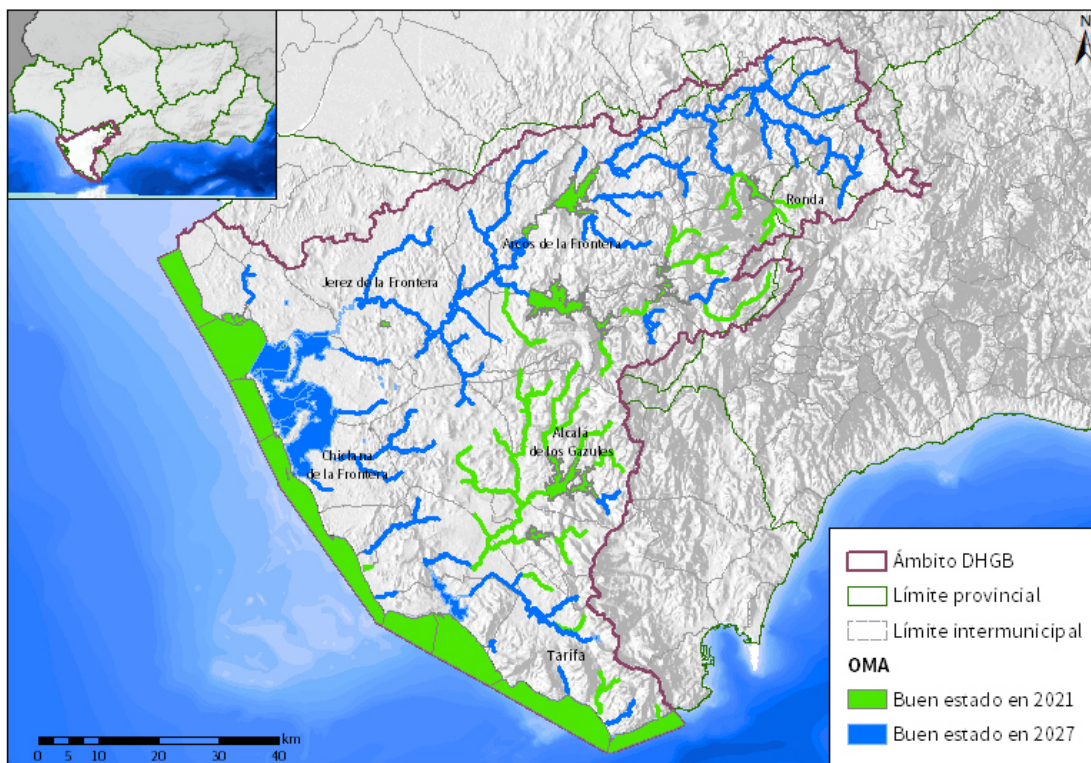 N
Ronda
Arcos de la Frontera
Jerez de la Frontera
Alcalá
de los Gazules
Chiclana
de la Frontera
Tarifa
km
0 5 10 20 30 40
Ámbito DHGB
Límite provincial
Límite intermunicipal
OMA
Buen estado en 2021
Buen estado en 2027